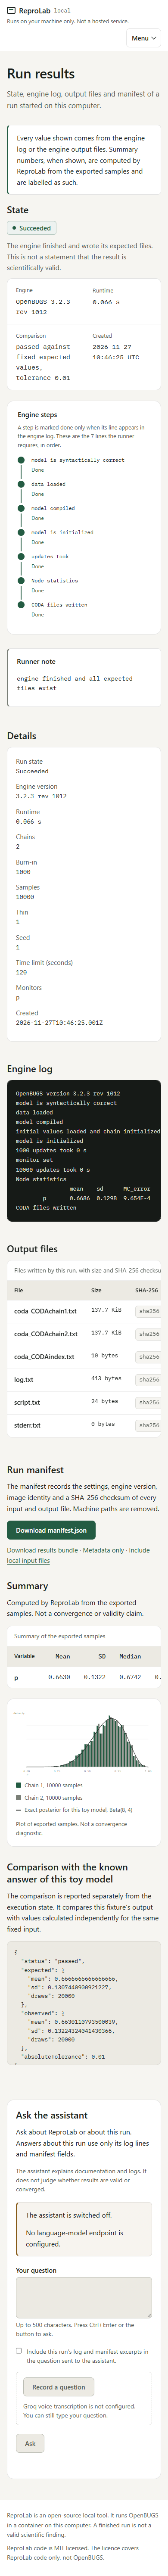 ReproLab local
Runs on your machine only. Not a hosted service.
Menu
Run results
State, engine log, output files and manifest of a
run started on this computer.
Every value shown comes from the engine
log or the engine output files. Summary
numbers, when shown, are computed by
ReproLab from the exported samples and
are labelled as such.
State
Succeeded
The engine finished and wrote its expected files.
This is not a statement that the result is
scientifically valid.
Engine
OpenBUGS 3.2.3
rev 1012
Runtime
0.066 s
Comparison
passed against
fixed expected
values,
tolerance 0.01
Created
2026-11-27
10:46:25 UTC
Engine steps
A step is marked done only when its line appears in
the engine log. These are the 7 lines the runner
requires, in order.
model is syntactically correct
Done
data loaded
Done
model compiled
Done
model is initialized
Done
updates took
Done
Node statistics
Done
CODA files written
Done
Runner note
engine finished and all expected
files exist
Details
Run state
Succeeded
Engine version
3.2.3 rev 1012
Runtime
0.066 s
Chains
2
Burn-in
1000
Samples
10000
Thin
1
Seed
1
Time limit (seconds)
120
Monitors
p
Created
2026-11-27T10:46:25.001Z
Engine log
OpenBUGS version 3.2.3 rev 1012
model is syntactically correct
data loaded
model compiled
initial values loaded and chain initialized
model is initialized
1000 updates took 0 s
monitor set
10000 updates took 0 s
Node statistics
mean sd MC_error
p 0.6686 0.1298 9.654E-4
CODA files written
Output files
Files written by this run, with size and SHA-256 checksu
File Size SHA-256
coda_CODAchain1.txt 137.7 KiB sha256
coda_CODAchain2.txt 137.7 KiB sha256
coda_CODAindex.txt 18 bytes sha256
log.txt 413 bytes sha256
script.txt 24 bytes sha256
stderr.txt 0 bytes sha256
Run manifest
The manifest records the settings, engine version,
image identity and a SHA-256 checksum of every
input and output file. Machine paths are removed.
Download manifest.json
Download results bundle · Metadata only · Include
local input files
Summary
Computed by ReproLab from the exported
samples. Not a convergence or validity claim.
Summary of the exported samples
Variable Mean SD Median
p 0.6630 0.1322 0.6742 0.
Chain 1, 10000 samples
Chain 2, 10000 samples
Exact posterior for this toy model, Beta(8, 4)
Plot of exported samples. Not a convergence
diagnostic.
Comparison with the known
answer of this toy model
The comparison is reported separately from the
execution state. It compares this fixture's output
with values calculated independently for the same
fixed input.
{
"status": "passed",
"expected": {
"mean": 0.6666666666666666,
"sd": 0.1307440900921227,
"draws": 20000
},
"observed": {
"mean": 0.6630110793500039,
"sd": 0.13224324041430366,
"draws": 20000
},
"absoluteTolerance": 0.01
Ask the assistant
Ask about ReproLab or about this run.
Answers about this run use only its log lines
and manifest fields.
The assistant explains documentation and logs. It
does not judge whether results are valid or
converged.
The assistant is switched off.
No language-model endpoint is
configured.
Your question
Up to 500 characters. Press Ctrl+Enter or the
button to ask.
Include this run's log and manifest excerpts in
the question sent to the assistant.
Record a question
Groq voice transcription is not configured.
You can still type your question.
Ask
ReproLab is an open-source local tool. It runs OpenBUGS
in a container on this computer. A finished run is not a
valid scientific finding.
ReproLab code is MIT licensed. The licence covers
ReproLab code only, not OpenBUGS.